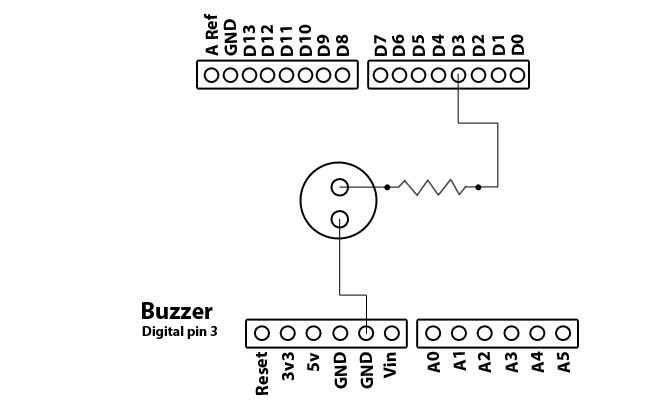 A Ref
GND
D13
D12
D11
D10
D9
D8
D7
D6
D5
D4
D3
D2
D1
D0
Buzzer
Digital pin 3
Reset
3v3
5v
GND
GND
Vin
A0
A1
A2
A3
A4
A5